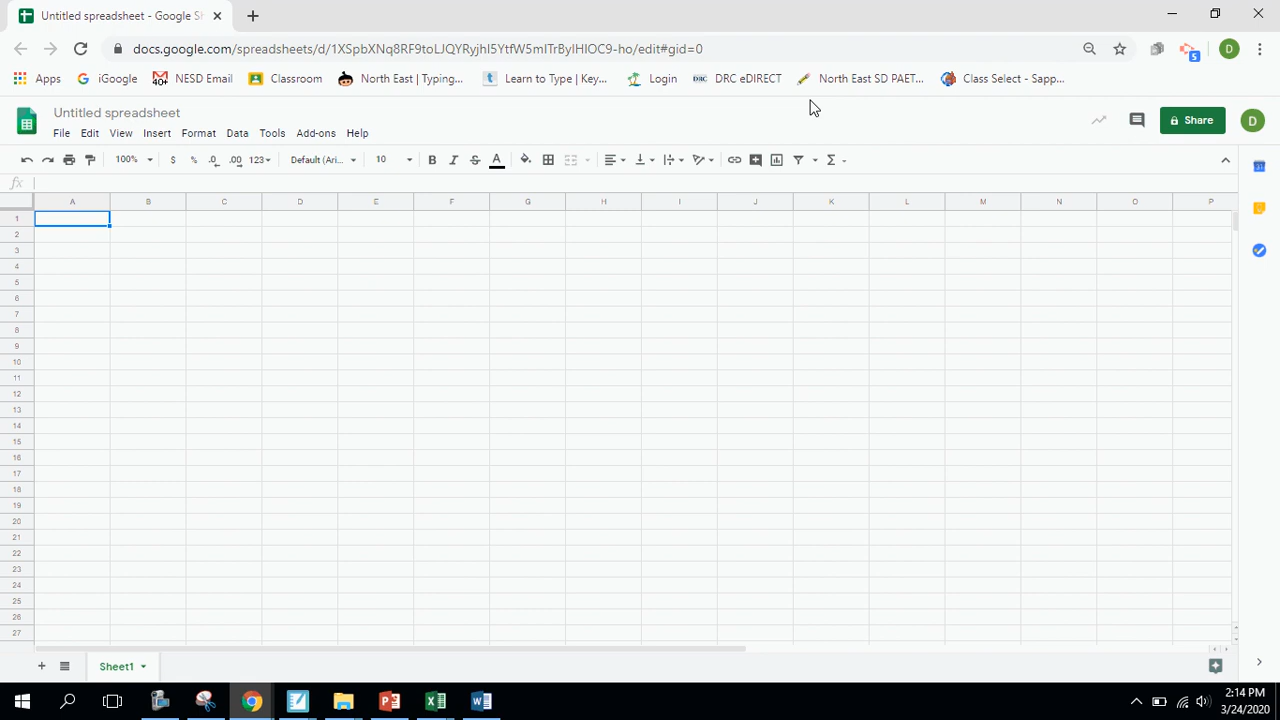 Untitled spreadsheet - Google Sh
docs.google.com/spreadsheets/d/1XSpbXNq8RF9toLJQYRyjhI5YtfW5mITrBylHIOC9-ho/edit#gid=0
D
Apps iGoogle 40+ NESD Email Classroom North East | Typing... t Learn to Type | Key... Login DRC DRC eDIRECT North East SD PAET... Class Select - Sapp...
Untitled spreadsheet
Share D
File Edit View Insert Format Data Tools Add-ons Help
100% $ % .0 .00 123 Default (Ari... 10 B I S A Σ
fx
A B C D E F G H I J K L M N O P
1
2
3
4
5
6
7
8
9
10
11
12
13
14
15
16
17
18
19
20
21
22
23
24
25
26
27
+ Sheet1
2:14 PM
3/24/2020